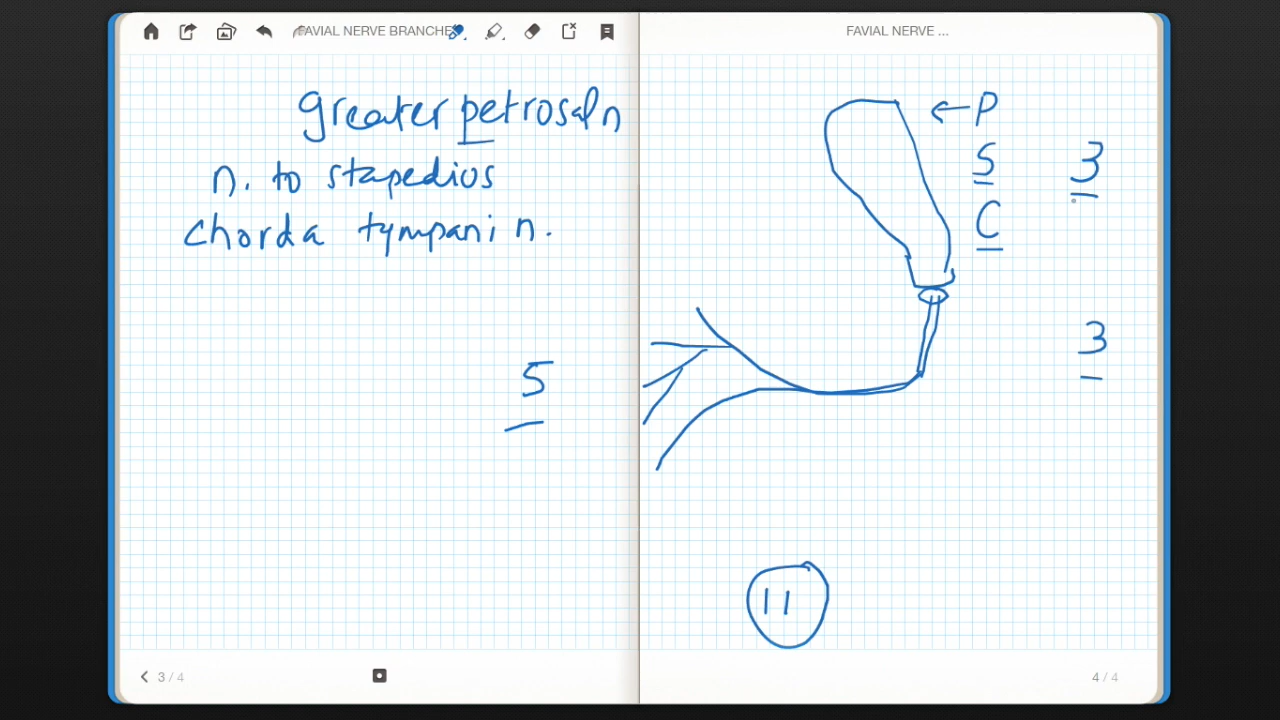 FAVIAL NERVE BRANCHE
greater petrosal n
n. to stapedios
chorda tympani n.
5
3 / 4
FAVIAL NERVE ...
← P
S
3
C
3
11
4 / 4